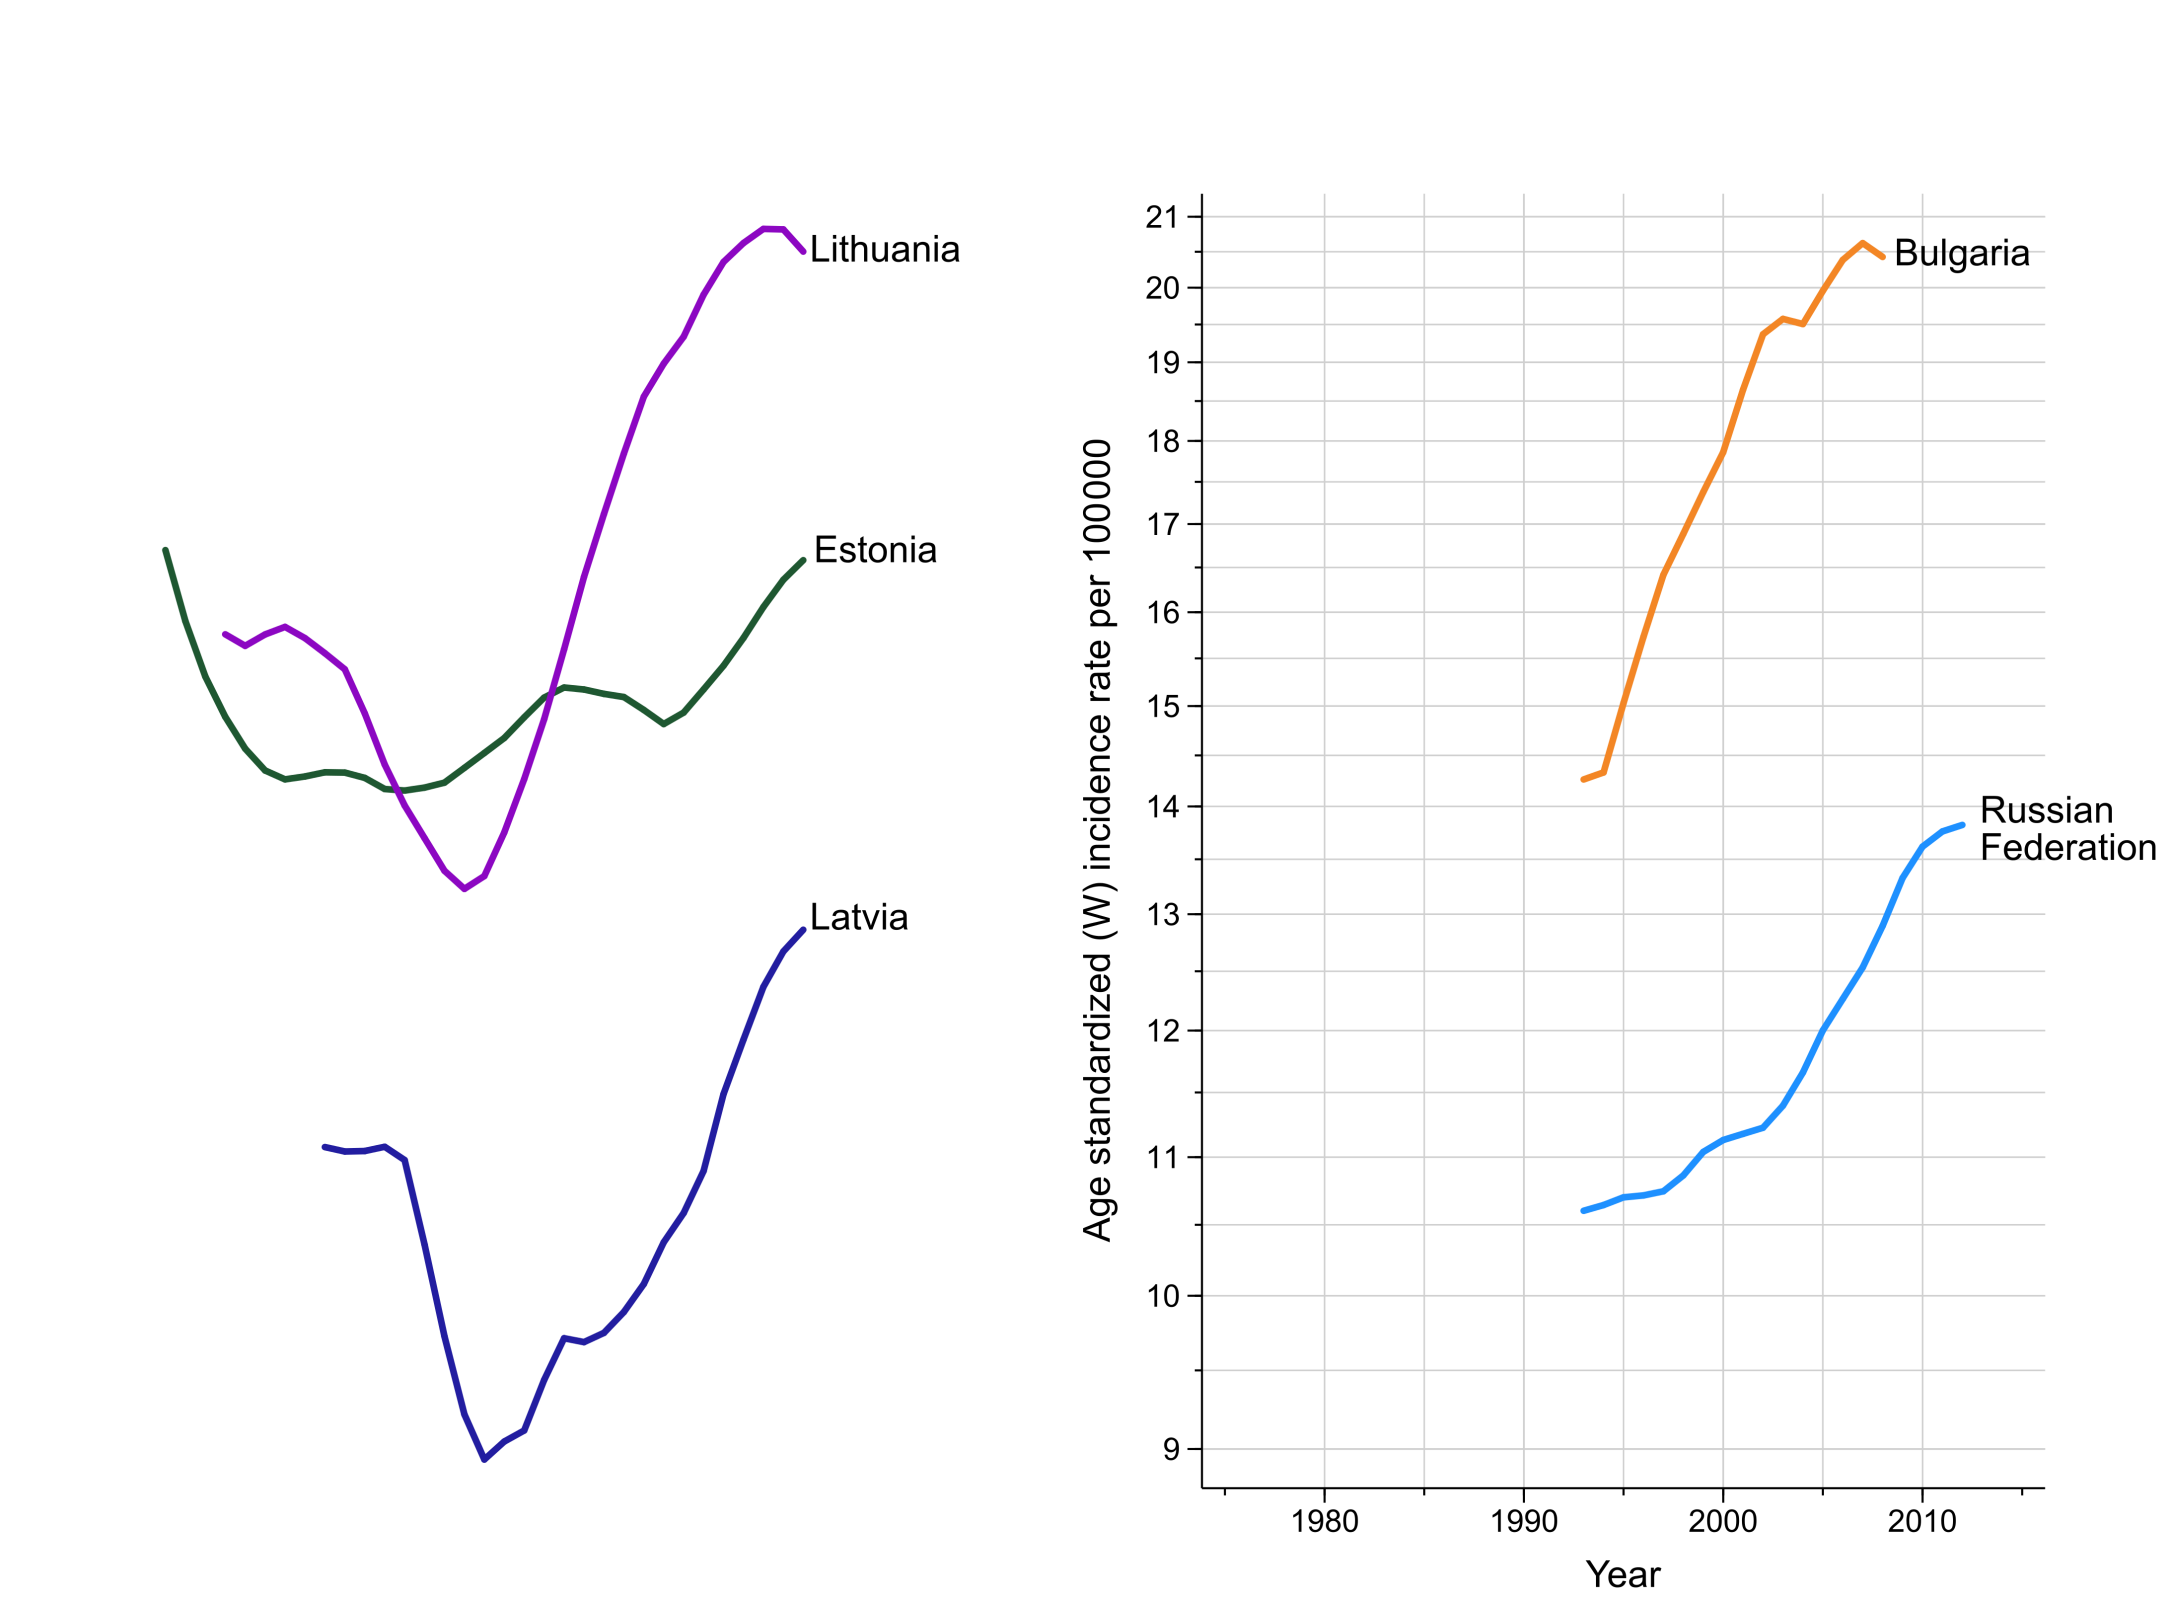 Lithuania
Estonia
Latvia
Age standardized (W) incidence rate per 100000
21
20
19
18
17
16
15
14
13
12
11
10
9
Bulgaria
Russian
Federation
1980
1990
2000
2010
Year